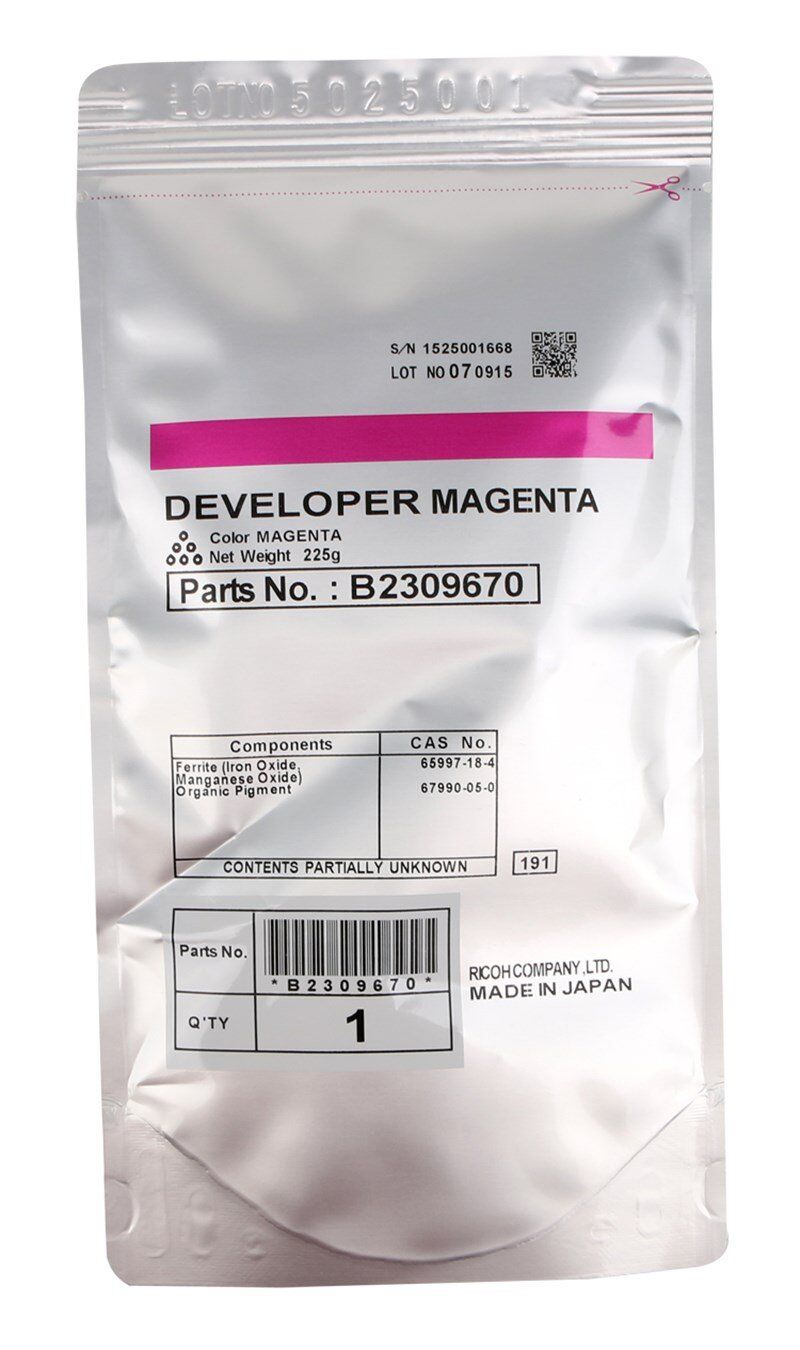 LOTNO 5025001
S/N 1525001668
LOT NO 070915
DEVELOPER MAGENTA
Color MAGENTA
Net Weight 225g
Parts No. : B2309670
Components CAS No.
Ferrite (Iron Oxide, 65997-18-4
Manganese Oxide)
Organic Pigment 67990-05-0
CONTENTS PARTIALLY UNKNOWN
191
Parts No.
*B2309670*
Q'TY 1
RICOH COMPANY,LTD.
MADE IN JAPAN